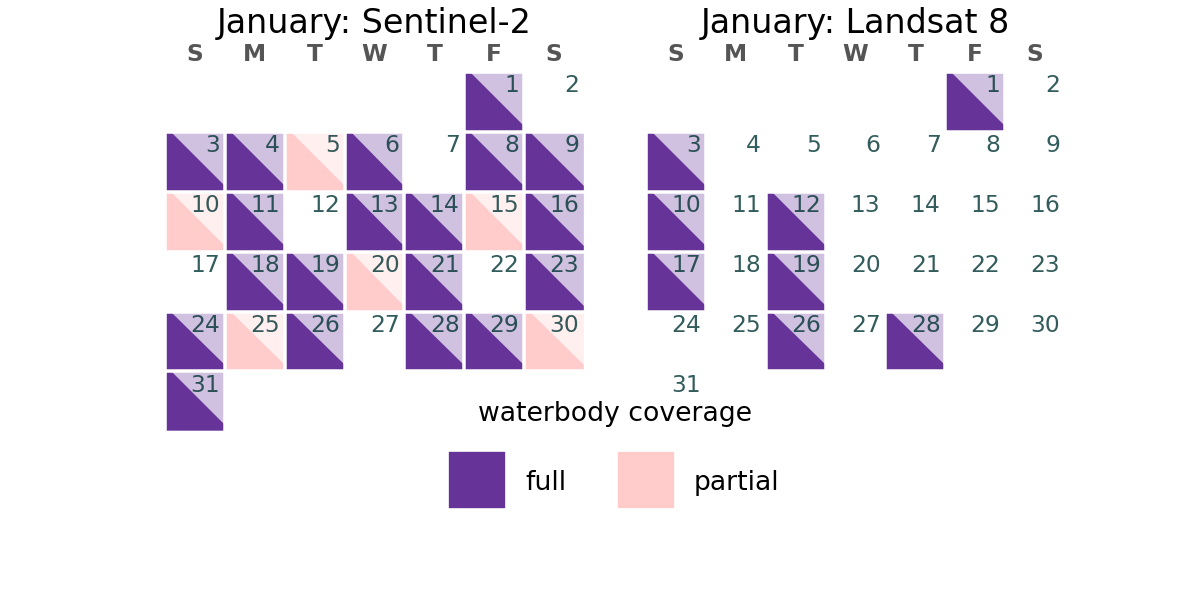 January: Sentinel-2
S M T W T F S
1 2
3 4 5 6 7 8 9
10 11 12 13 14 15 16
17 18 19 20 21 22 23
24 25 26 27 28 29 30
31
January: Landsat 8
S M T W T F S
1 2
3 4 5 6 7 8 9
10 11 12 13 14 15 16
17 18 19 20 21 22 23
24 25 26 27 28 29 30
31
waterbody coverage
full partial